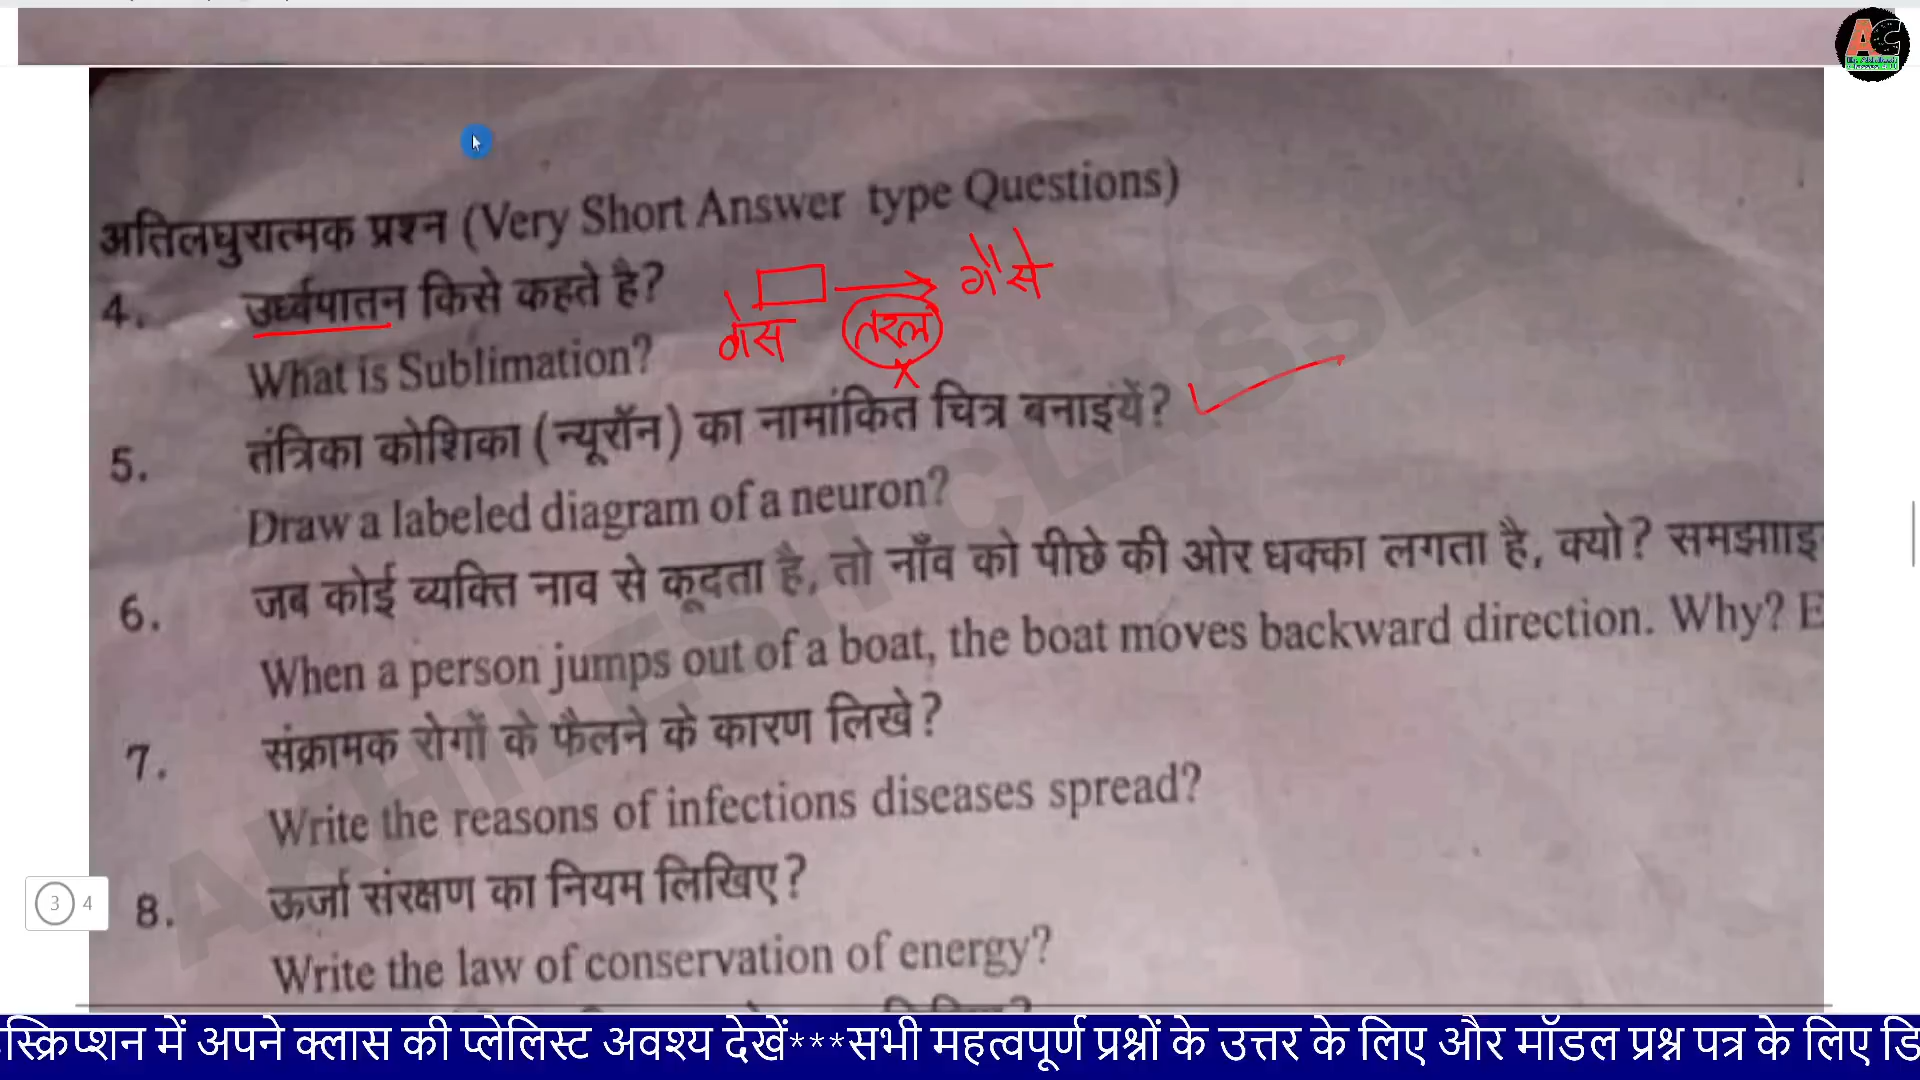 अतिलघुरात्मक प्रश्न (Very Short Answer type Questions)
4. उर्ध्वपातन किसे कहते है?
गैसे
गेस
तरल
x
What is Sublimation?
5. तंत्रिका कोशिका (न्यूरॉन) का नामांकित चित्र बनाइंयें?
Draw a labeled diagram of a neuron?
6. जब कोई व्यक्ति नाव से कूदता है, तो नाँव को पीछे की ओर धक्का लगता है, क्यो? समझााइ
When a person jumps out of a boat, the boat moves backward direction. Why? E
7. संक्रामक रोगों के फैलने के कारण लिखे?
Write the reasons of infections diseases spread?
8. ऊर्जा संरक्षण का नियम लिखिए?
Write the law of conservation of energy?
AKHILESH CLASSES
AC
3 4
स्क्रिप्शन में अपने क्लास की प्लेलिस्ट अवश्य देखें***सभी महत्वपूर्ण प्रश्नों के उत्तर के लिए और मॉडल प्रश्न पत्र के लिए डि